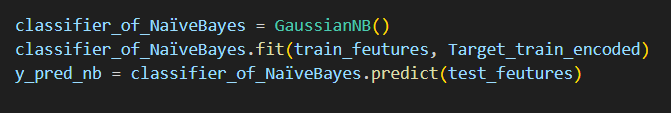 classifier_of_NaïveBayes = GaussianNB()
classifier_of_NaïveBayes.fit(train_feutures, Target_train_encoded)
y_pred_nb = classifier_of_NaïveBayes.predict(test_feutures)